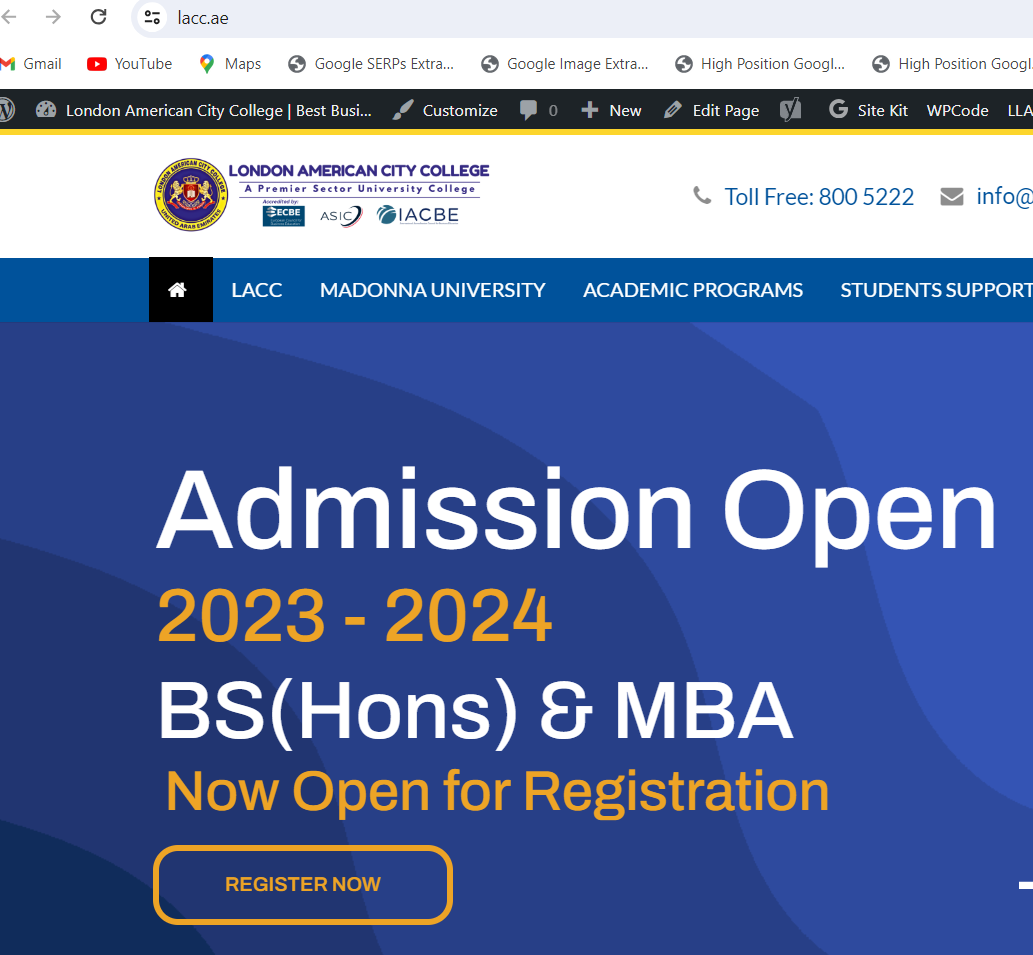 lacc.ae
Gmail YouTube Maps Google SERPs Extra... Google Image Extra... High Position Googl... High Position Googl
London American City College | Best Busi... Customize 0 New Edit Page Site Kit WPCode LLA
LONDON AMERICAN CITY COLLEGE
A Premier Sector University College
Accredited by:
ECBE ASIC IACBE
LONDON AMERICAN CITY COLLEGE
UNITED ARAB EMIRATES
Toll Free: 800 5222 info@
LACC MADONNA UNIVERSITY ACADEMIC PROGRAMS STUDENTS SUPPORT
Admission Open
2023 - 2024
BS(Hons) & MBA
Now Open for Registration
REGISTER NOW